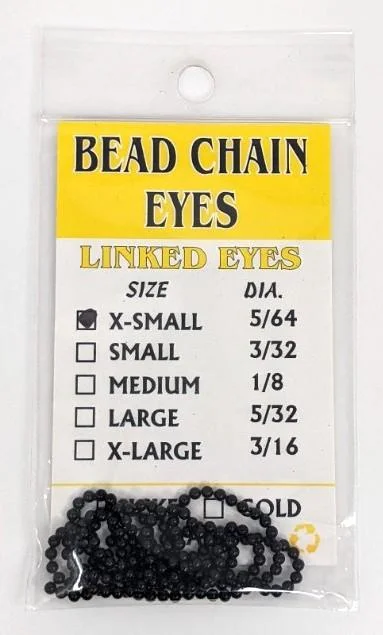 BEAD CHAIN
EYES
LINKED EYES
SIZE DIA.
X-SMALL 5/64
SMALL 3/32
MEDIUM 1/8
LARGE 5/32
X-LARGE 3/16